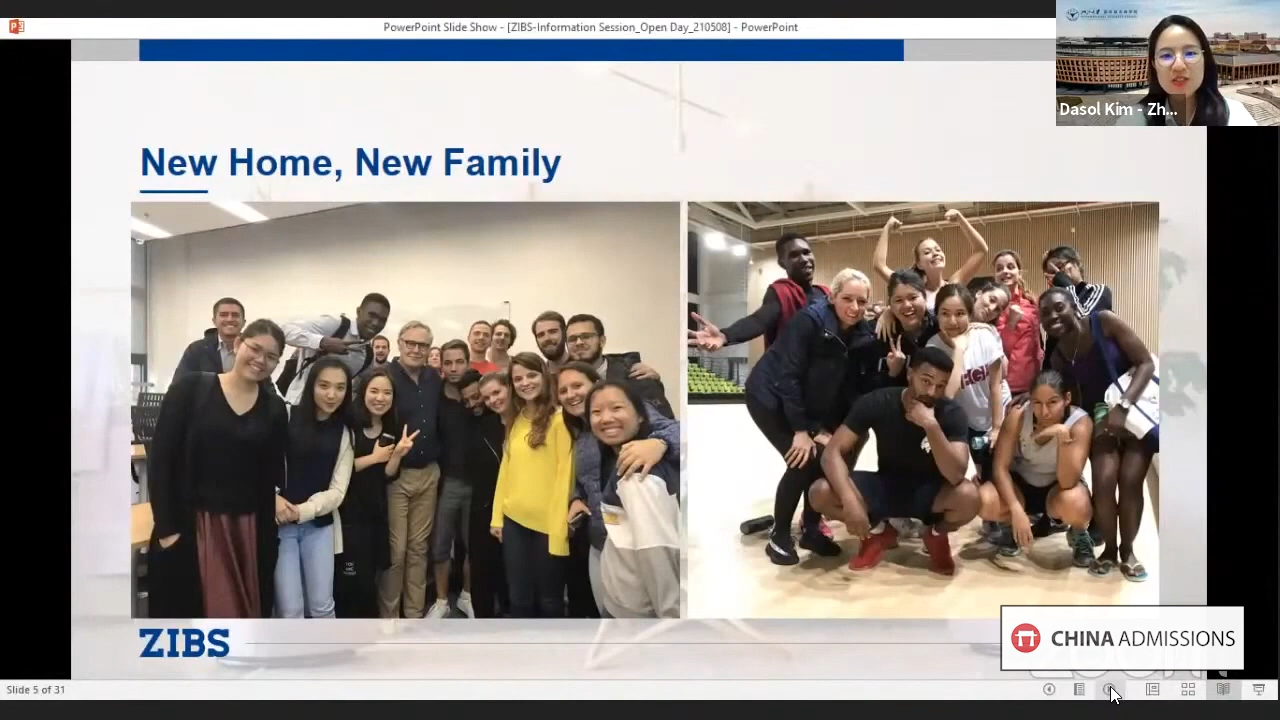 PowerPoint Slide Show - [ZIBS-Information Session_Open Day_210508] - PowerPoint
Dasol Kim - Zh...
New Home, New Family
ZIBS
CHINA ADMISSIONS
Slide 5 of 31